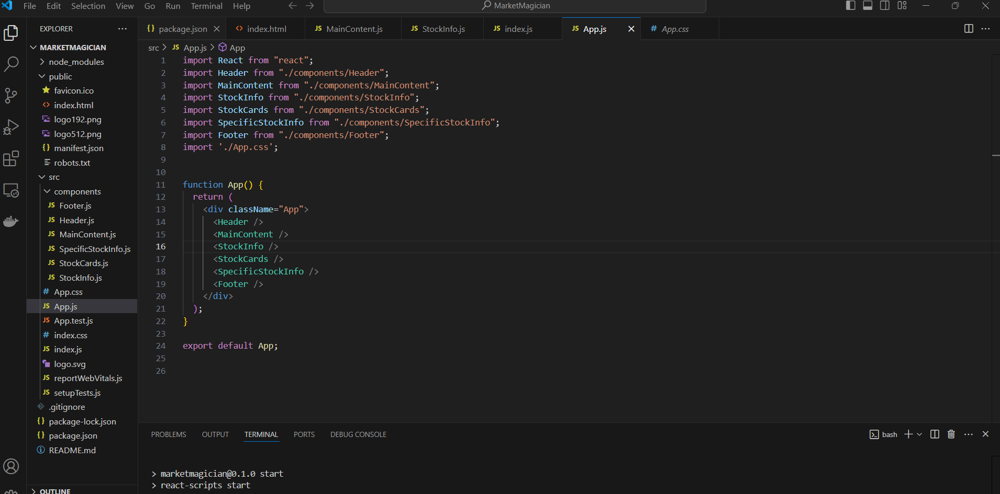 File Edit Selection View Go Run Terminal Help
MarketMagician
EXPLORER
MARKETMAGICIAN
node_modules
public
favicon.ico
index.html
logo192.png
logo512.png
manifest.json
robots.txt
src
components
Footer.js
Header.js
MainContent.js
SpecificStockInfo.js
StockCards.js
StockInfo.js
App.css
App.js
App.test.js
index.css
index.js
logo.svg
reportWebVitals.js
setupTests.js
.gitignore
package-lock.json
package.json
README.md
OUTLINE
{} package.json <> index.html JS MainContent.js JS StockInfo.js JS index.js JS App.js # App.css
src > JS App.js > App
1 import React from "react";
2 import Header from "./components/Header";
3 import MainContent from "./components/MainContent";
4 import StockInfo from "./components/StockInfo";
5 import StockCards from "./components/StockCards";
6 import SpecificStockInfo from "./components/SpecificStockInfo";
7 import Footer from "./components/Footer";
8 import './App.css';
9
10
11 function App() {
12 return (
13 <div className="App">
14 <Header />
15 <MainContent />
16 <StockInfo />
17 <StockCards />
18 <SpecificStockInfo />
19 <Footer />
20 </div>
21 );
22 }
23
24 export default App;
25
26
PROBLEMS OUTPUT TERMINAL PORTS DEBUG CONSOLE
bash
> marketmagician@0.1.0 start
> react-scripts start